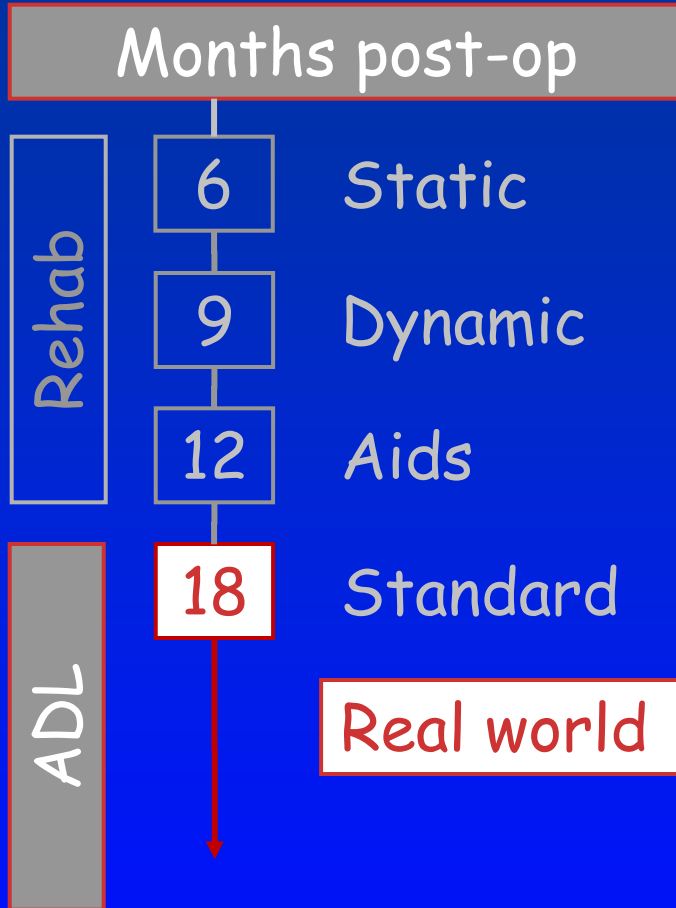 Months post-op
Rehab
6 Static
9 Dynamic
12 Aids
ADL
18 Standard
Real world